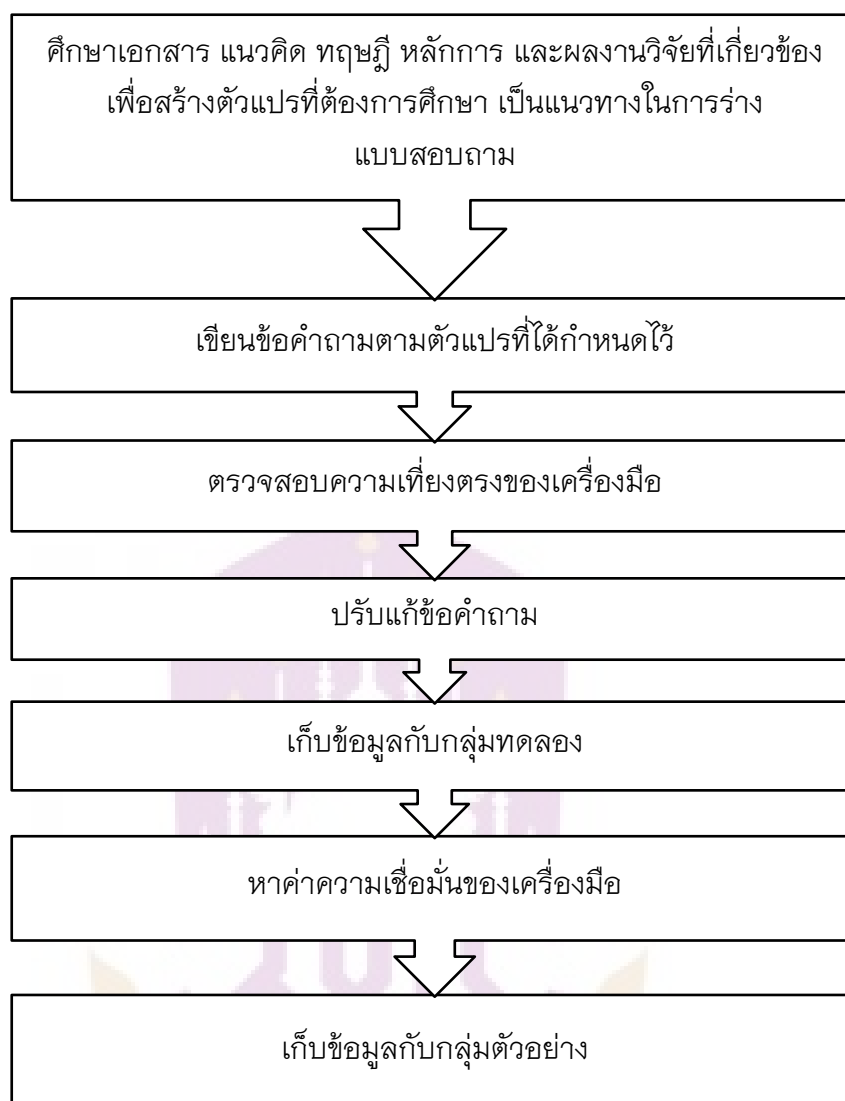 ศึกษาเอกสาร แนวคิด ทฤษฎี หลักการ และผลงานวิจัยที่เกี่ยวข้อง
เพื่อสร้างตัวแปรที่ต้องการศึกษา เป็นแนวทางในการร่าง
แบบสอบถาม
เขียนข้อคำถามตามตัวแปรที่ได้กำหนดไว้
ตรวจสอบความเที่ยงตรงของเครื่องมือ
ปรับแก้ข้อคำถาม
เก็บข้อมูลกับกลุ่มทดลอง
หาค่าความเชื่อมั่นของเครื่องมือ
เก็บข้อมูลกับกลุ่มตัวอย่าง